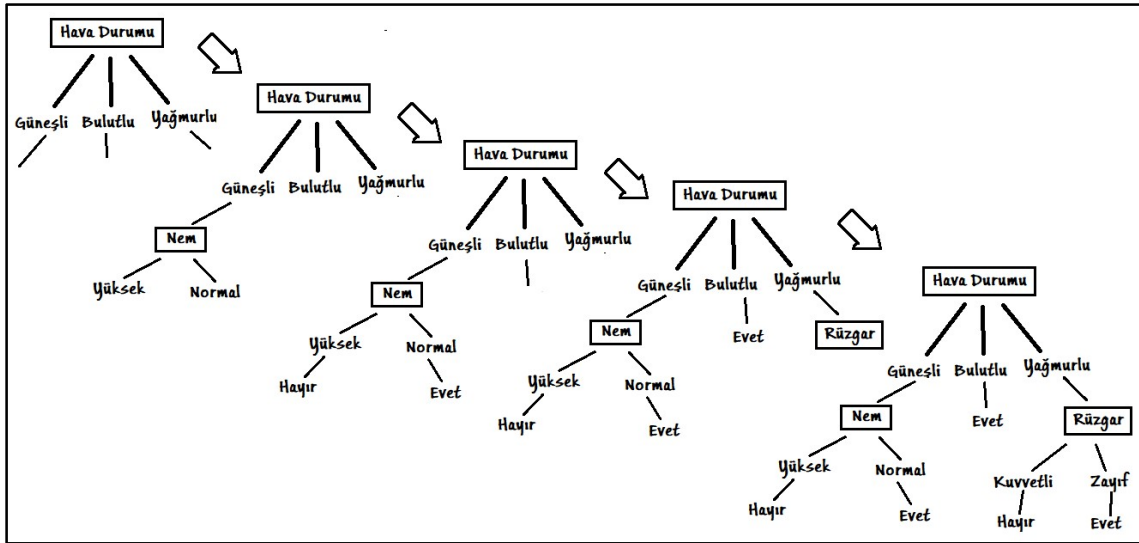 Hava Durumu
Güneşli Bulutlu Yağmurlu
Hava Durumu
Güneşli Bulutlu Yağmurlu
Nem
Yüksek Normal
Hava Durumu
Güneşli Bulutlu Yağmurlu
Nem
Yüksek Normal
Hayır Evet
Hava Durumu
Güneşli Bulutlu Yağmurlu
Nem Evet Rüzgar
Yüksek Normal
Hayır Evet
Hava Durumu
Güneşli Bulutlu Yağmurlu
Nem Evet Rüzgar
Yüksek Normal Kuvvetli Zayıf
Hayır Evet Hayır Evet